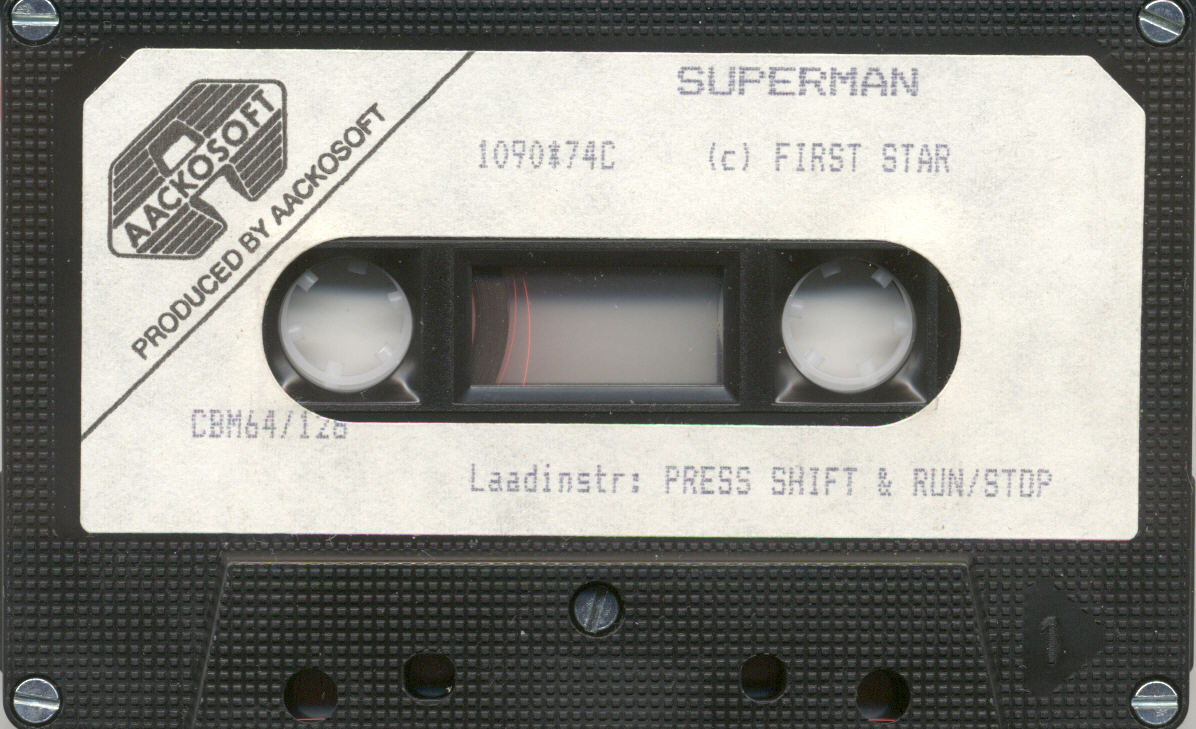 SUPERMAN
AACKOSOFT
PRODUCED BY AACKOSOFT
1090*74C (c) FIRST STAR
CBM64/128
Laadinstr: PRESS SHIFT & RUN/STOP
1